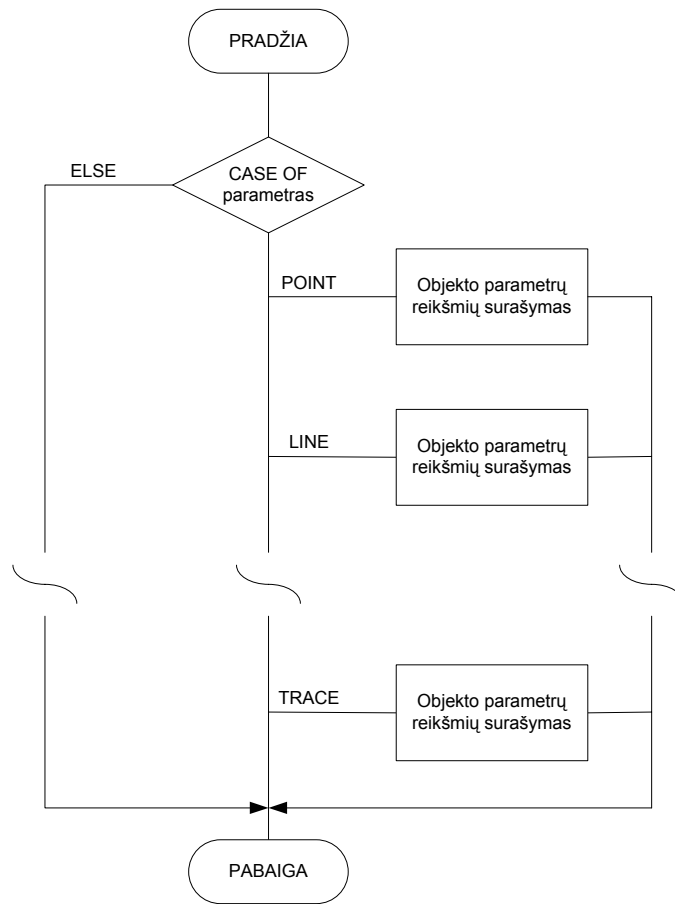 PRADŽIA
ELSE
CASE OF
parametras
POINT
Objekto parametrų
reikšmių surašymas
LINE
Objekto parametrų
reikšmių surašymas
TRACE
Objekto parametrų
reikšmių surašymas
PABAIGA